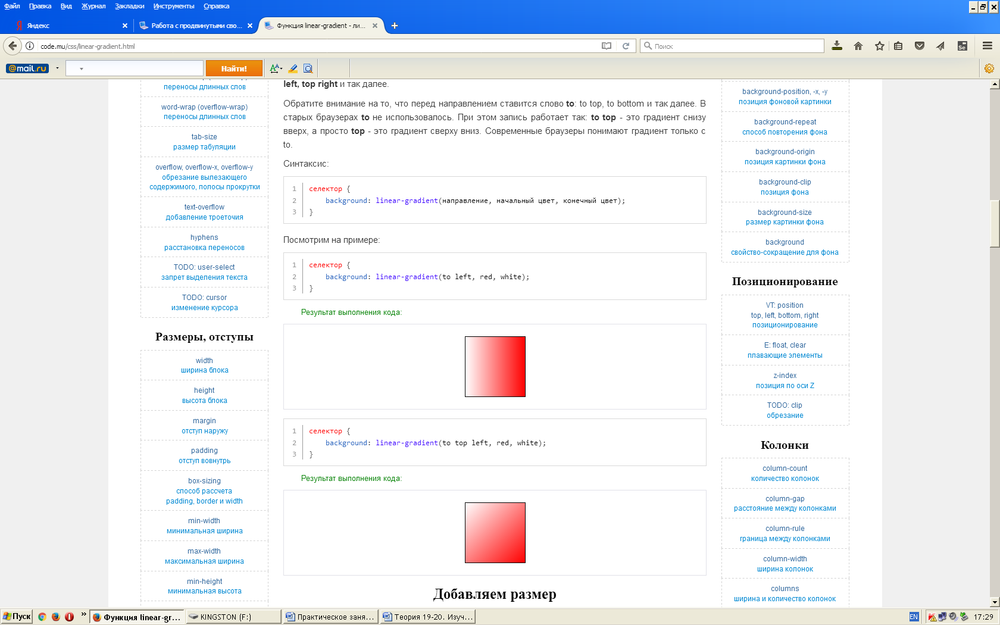 Файл Правка Вид Журнал Закладки Инструменты Справка
Яндекс
Работа с продвинутыми сво...
Функция linear-gradient - ли...
code.mu/css/linear-gradient.html
Поиск
Se
@mail.ru
Найти!
переносы длинных слов
word-wrap (overflow-wrap)
переносы длинных слов
tab-size
размер табуляции
overflow, overflow-x, overflow-y
обрезание вылезающего
содержимого, полосы прокрутки
text-overflow
добавление троеточия
hyphens
расстановка переносов
TODO: user-select
запрет выделения текста
TODO: cursor
изменение курсора
Размеры, отступы
width
ширина блока
height
высота блока
margin
отступ наружу
padding
отступ вовнутрь
box-sizing
способ рассчета
padding, border и width
min-width
минимальная ширина
max-width
максимальная ширина
min-height
минимальная высота
left, top right и так далее.
Обратите внимание на то, что перед направлением ставится слово to: to top, to bottom и так далее. В
старых браузерах to не использовалось. При этом запись работает так: to top - это градиент снизу
вверх, а просто top - это градиент сверху вниз. Современные браузеры понимают градиент только с
to.
Синтаксис:
1 селектор {
2 background: linear-gradient(направление, начальный цвет, конечный цвет);
3 }
Посмотрим на примере:
1 селектор {
2 background: linear-gradient(to left, red, white);
3 }
Результат выполнения кода:
1 селектор {
2 background: linear-gradient(to top left, red, white);
3 }
Результат выполнения кода:
Добавляем размер
background-position, -x, -y
позиция фоновой картинки
background-repeat
способ повторения фона
background-origin
позиция картинки фона
background-clip
позиция фона
background-size
размер картинки фона
background
свойство-сокращение для фона
Позиционирование
VT: position
top, left, bottom, right
позиционирование
E: float, clear
плавающие элементы
z-index
позиция по оси Z
TODO: clip
обрезание
Колонки
column-count
количество колонок
column-gap
расстояние между колонками
column-rule
граница между колонками
column-width
ширина колонок
columns
ширина и количество колонок
Пуск
Функция linear-gr...
KINGSTON (F:)
Практическое заня...
Теория 19-20. Изуч...
EN
17:29